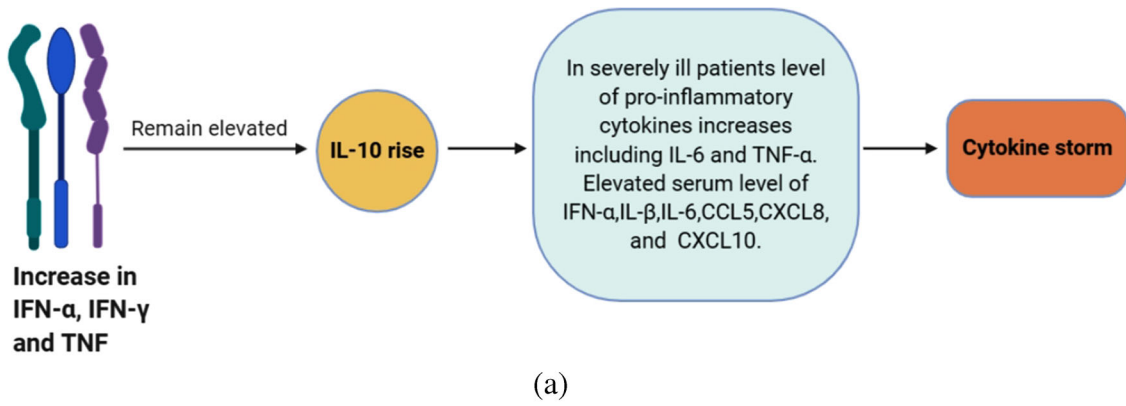 Remain elevated
IL-10 rise
In severely ill patients level
of pro-inflammatory
cytokines increases
including IL-6 and TNF-α.
Elevated serum level of
IFN-α,IL-β,IL-6,CCL5,CXCL8,
and CXCL10.
Cytokine storm
Increase in
IFN-α, IFN-γ
and TNF
(a)